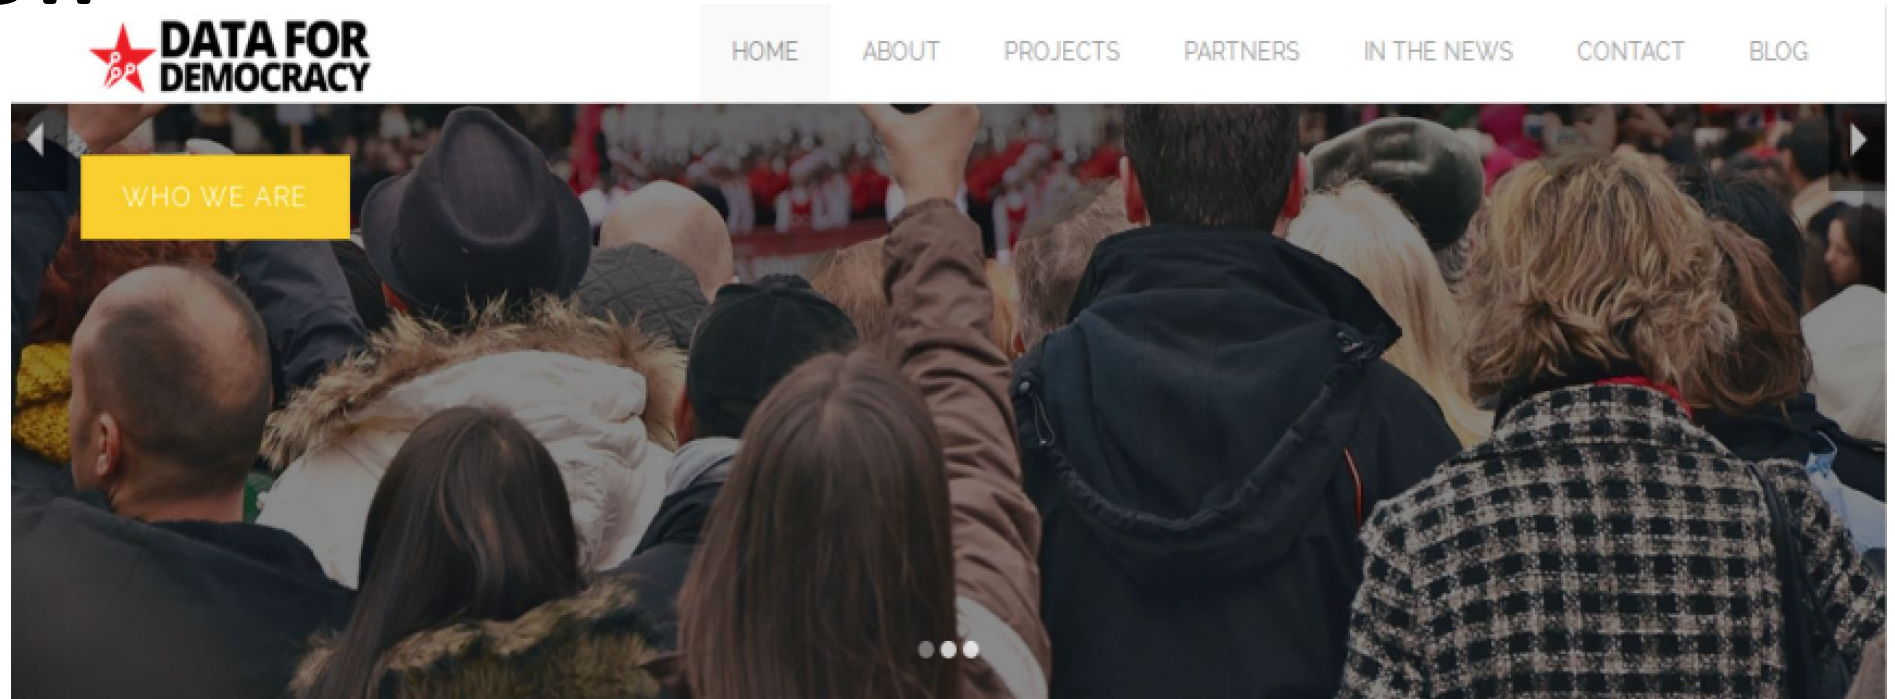 DATA FOR
DEMOCRACY
HOME ABOUT PROJECTS PARTNERS IN THE NEWS CONTACT BLOG
WHO WE ARE